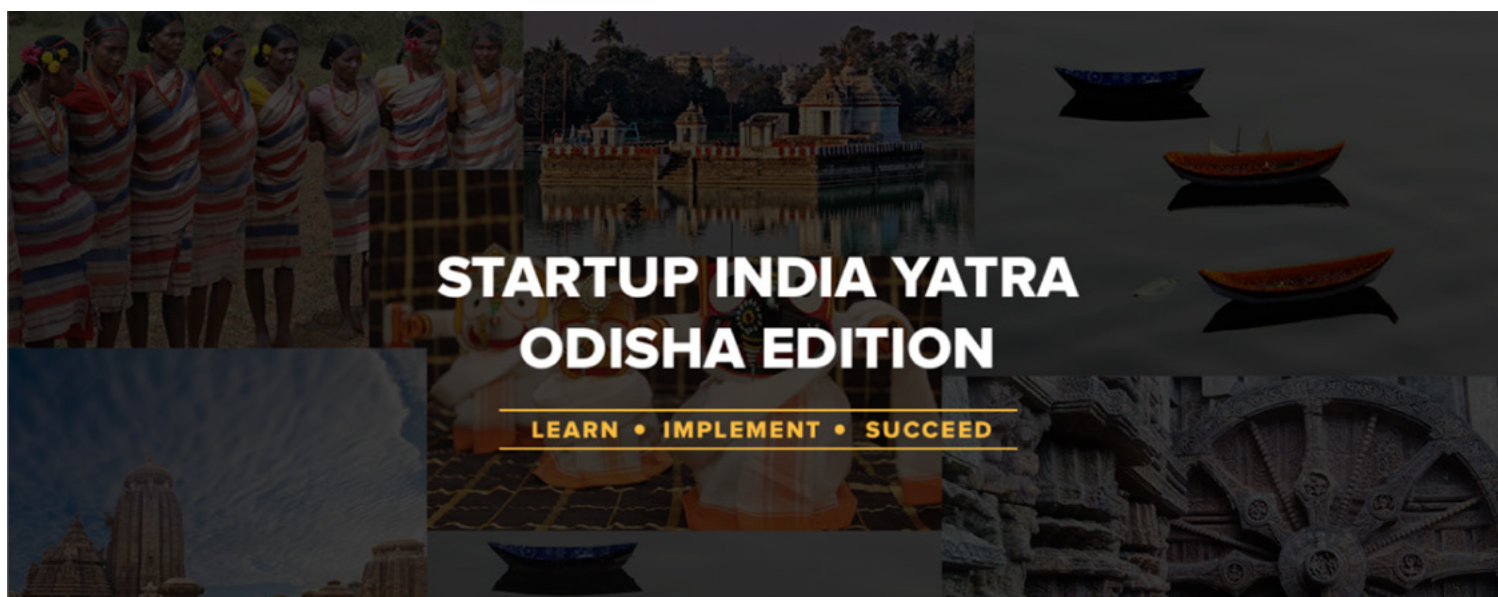 STARTUP INDIA YATRA
ODISHA EDITION
LEARN • IMPLEMENT • SUCCEED